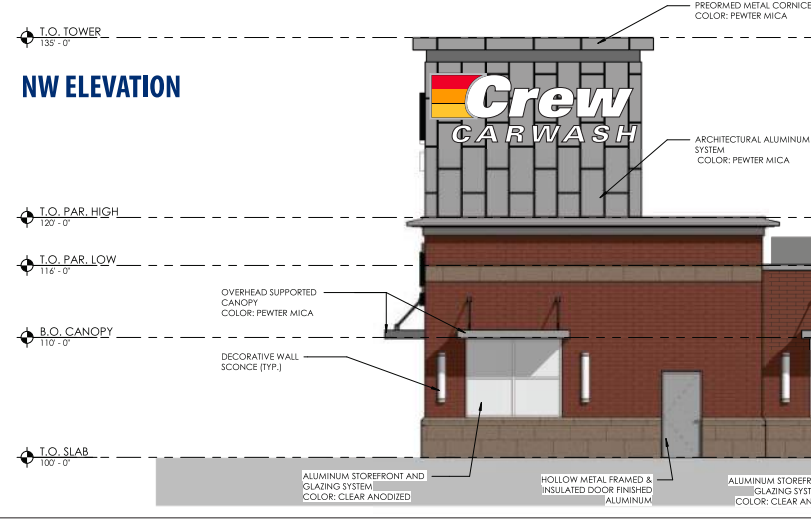 PREORMED METAL CORNICE
COLOR: PEWTER MICA
T.O. TOWER
135' - 0"
NW ELEVATION
Crew
CARWASH
ARCHITECTURAL ALUMINUM
SYSTEM
COLOR: PEWTER MICA
T.O. PAR. HIGH
120' - 0"
T.O. PAR. LOW
116' - 0"
OVERHEAD SUPPORTED
CANOPY
COLOR: PEWTER MICA
B.O. CANOPY
110' - 0"
DECORATIVE WALL
SCONCE (TYP.)
T.O. SLAB
100' - 0"
ALUMINUM STOREFRONT AND
GLAZING SYSTEM
COLOR: CLEAR ANODIZED
HOLLOW METAL FRAMED &
INSULATED DOOR FINISHED
ALUMINUM
ALUMINUM STOREFR
GLAZING SYST
COLOR: CLEAR AN